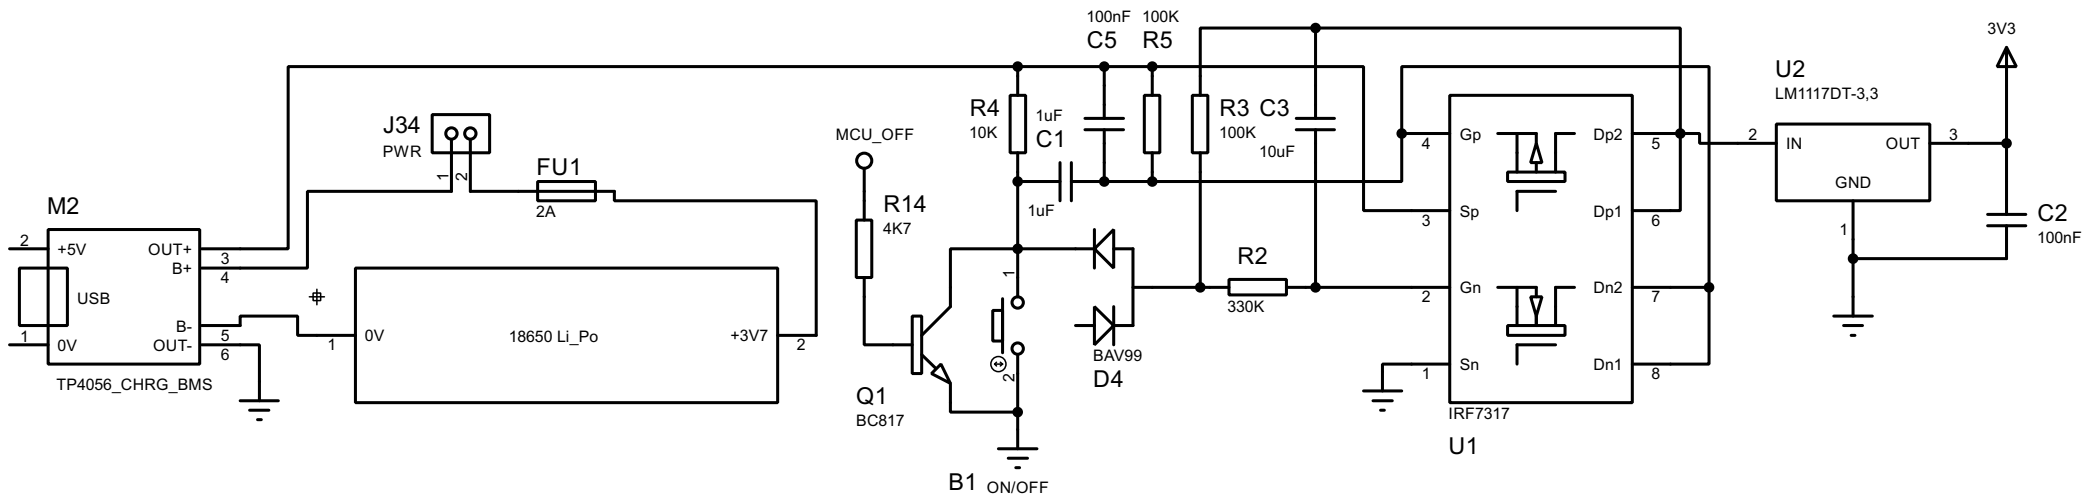 100nF 100K
C5 R5
3V3
U2
LM1117DT-3,3
R4
10K
1uF
C1
1uF
R3 C3
100K
10uF
J34
PWR
1 2
FU1
2A
MCU_OFF
R14
4K7
4 Gp Dp2 5
3 Sp Dp1 6
2 Gn Dn2 7
1 Sn Dn1 8
IRF7317
U1
2 IN OUT 3
GND
1
C2
100nF
M2
2 +5V OUT+ 3
B+ 4
USB
B- 5
1 0V OUT- 6
TP4056_CHRG_BMS
1 0V 18650 Li_Po +3V7 2
R2
330K
1
2
BAV99
D4
Q1
BC817
B1 ON/OFF